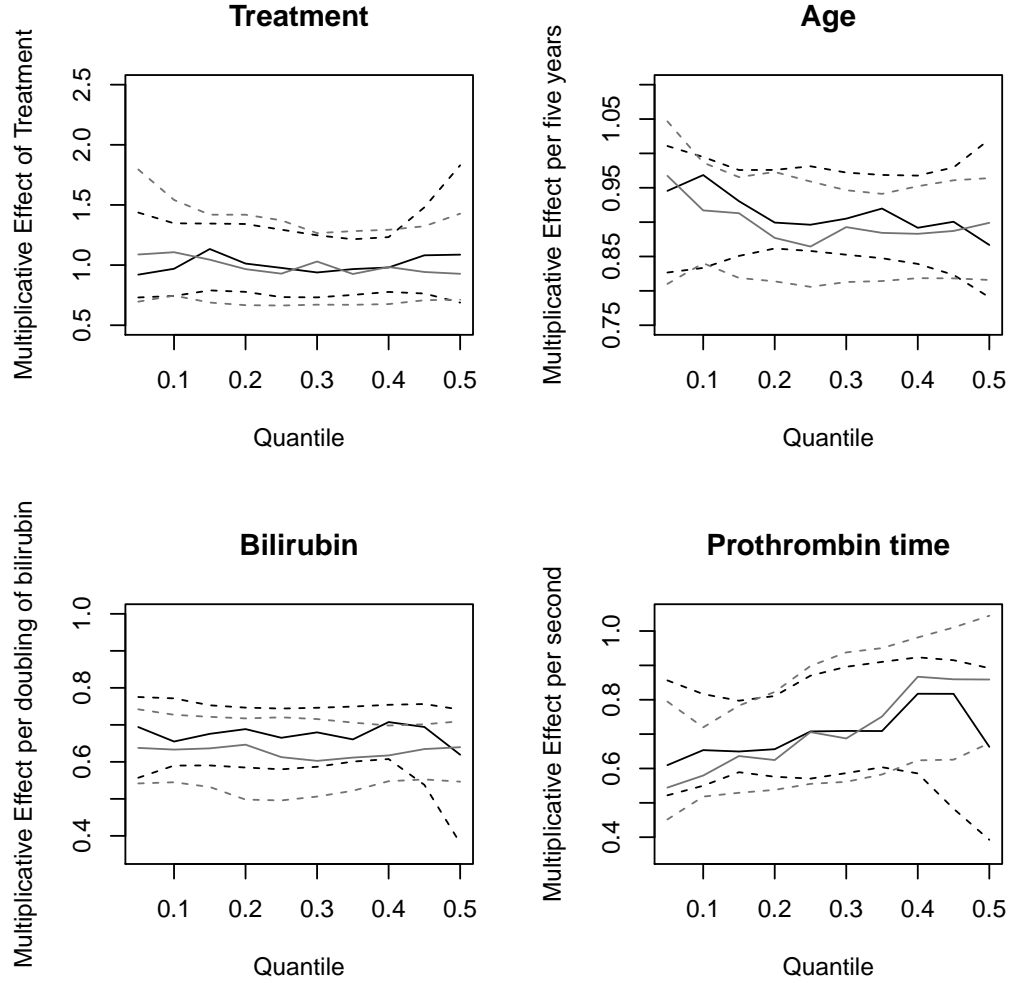 Treatment
Multiplicative Effect of Treatment
2.5
2.0
1.5
1.0
0.5
0.1 0.2 0.3 0.4 0.5
Quantile
Age
Multiplicative Effect per five years
1.05
0.95
0.85
0.75
0.1 0.2 0.3 0.4 0.5
Quantile
Bilirubin
Multiplicative Effect per doubling of bilirubin
1.0
0.8
0.6
0.4
0.1 0.2 0.3 0.4 0.5
Quantile
Prothrombin time
Multiplicative Effect per second
1.0
0.8
0.6
0.4
0.1 0.2 0.3 0.4 0.5
Quantile